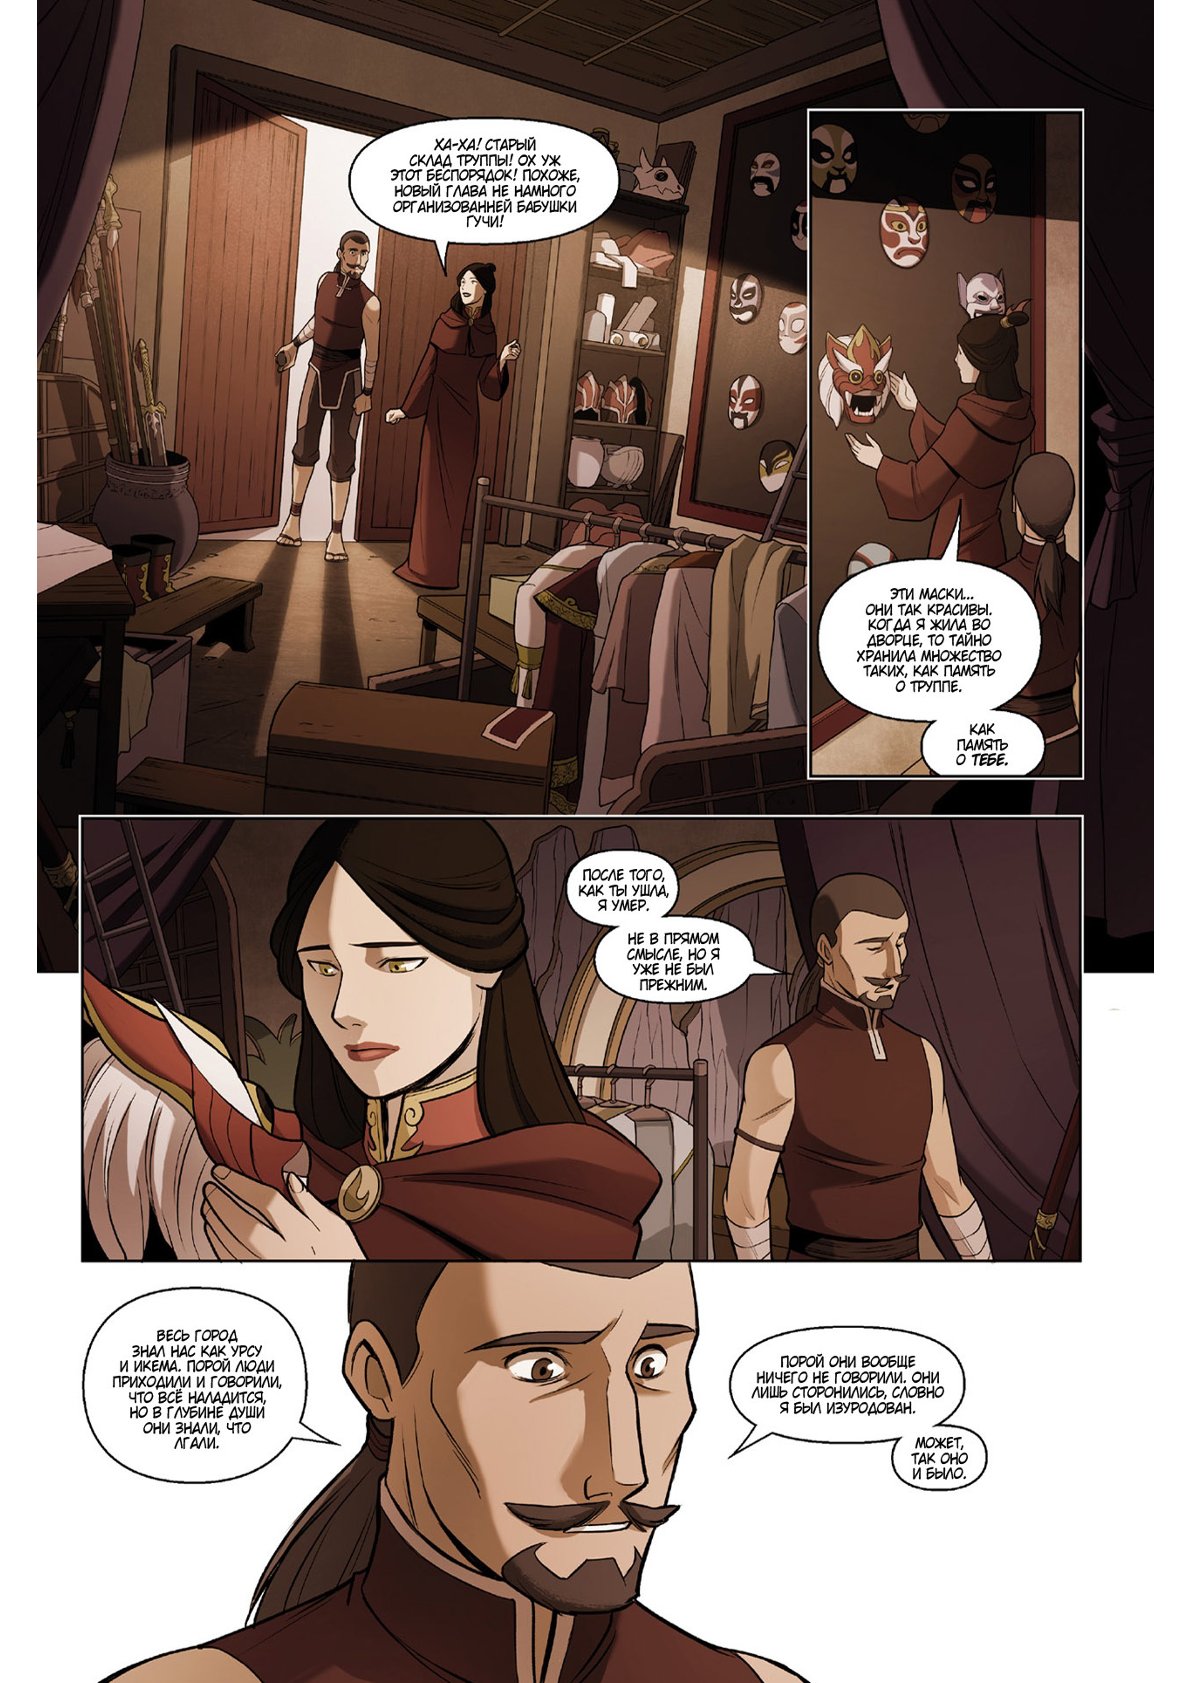 ХА-ХА! СТАРЫЙ
СКЛАД ТРУППЫ! ОХ УЖ
ЭТОТ БЕСПОРЯДОК! ПОХОЖЕ,
НОВЫЙ ГЛАВА НЕ НАМНОГО
ОРГАНИЗОВАННЕЙ БАБУШКИ
ГУЧИ!
ЭТИ МАСКИ...
ОНИ ТАК КРАСИВЫ.
КОГДА Я ЖИЛА ВО
ДВОРЦЕ, ТО ТАЙНО
ХРАНИЛА МНОЖЕСТВО
ТАКИХ, КАК ПАМЯТЬ
О ТРУППЕ.
КАК
ПАМЯТЬ
О ТЕБЕ.
ПОСЛЕ ТОГО,
КАК ТЫ УШЛА,
Я УМЕР.
НЕ В ПРЯМОМ
СМЫСЛЕ, НО Я
УЖЕ НЕ БЫЛ
ПРЕЖНИМ.
ВЕСЬ ГОРОД
ЗНАЛ НАС КАК УРСУ
И ИКЕМА. ПОРОЙ ЛЮДИ
ПРИХОДИЛИ И ГОВОРИЛИ,
ЧТО ВСЁ НАЛАДИТСЯ,
НО В ГЛУБИНЕ ДУШИ
ОНИ ЗНАЛИ, ЧТО
ЛГАЛИ.
ПОРОЙ ОНИ ВООБЩЕ
НИЧЕГО НЕ ГОВОРИЛИ. ОНИ
ЛИШЬ СТОРОНИЛИСЬ, СЛОВНО
Я БЫЛ ИЗУРОДОВАН.
МОЖЕТ,
ТАК ОНО
И БЫЛО.